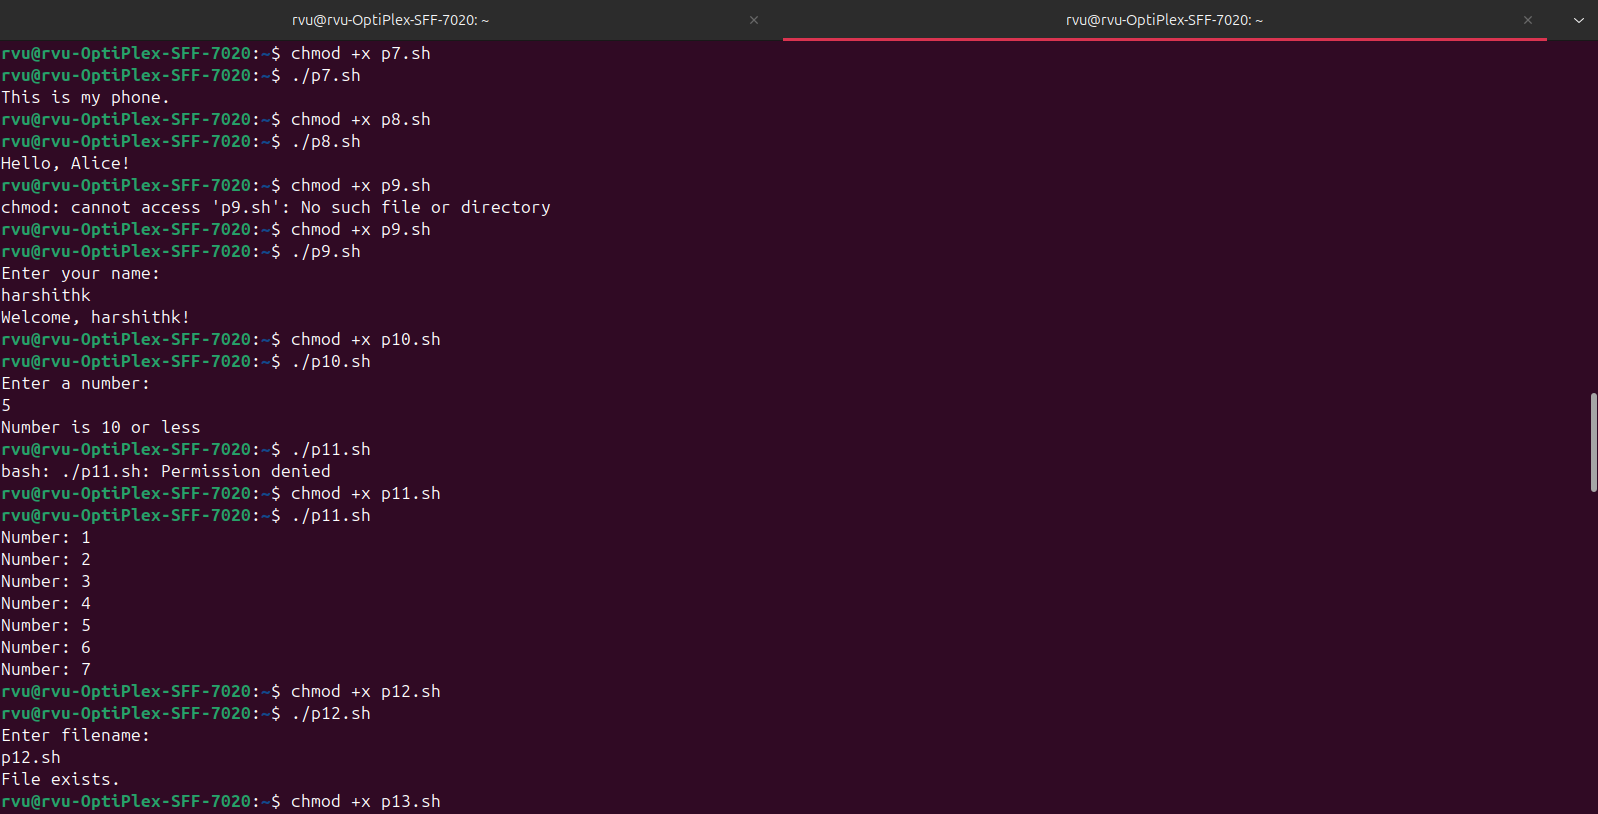 rvu@rvu-OptiPlex-SFF-7020: ~ × rvu@rvu-OptiPlex-SFF-7020: ~ ×
rvu@rvu-OptiPlex-SFF-7020:~$ chmod +x p7.sh
rvu@rvu-OptiPlex-SFF-7020:~$ ./p7.sh
This is my phone.
rvu@rvu-OptiPlex-SFF-7020:~$ chmod +x p8.sh
rvu@rvu-OptiPlex-SFF-7020:~$ ./p8.sh
Hello, Alice!
rvu@rvu-OptiPlex-SFF-7020:~$ chmod +x p9.sh
chmod: cannot access 'p9.sh': No such file or directory
rvu@rvu-OptiPlex-SFF-7020:~$ chmod +x p9.sh
rvu@rvu-OptiPlex-SFF-7020:~$ ./p9.sh
Enter your name:
harshithk
Welcome, harshithk!
rvu@rvu-OptiPlex-SFF-7020:~$ chmod +x p10.sh
rvu@rvu-OptiPlex-SFF-7020:~$ ./p10.sh
Enter a number:
5
Number is 10 or less
rvu@rvu-OptiPlex-SFF-7020:~$ ./p11.sh
bash: ./p11.sh: Permission denied
rvu@rvu-OptiPlex-SFF-7020:~$ chmod +x p11.sh
rvu@rvu-OptiPlex-SFF-7020:~$ ./p11.sh
Number: 1
Number: 2
Number: 3
Number: 4
Number: 5
Number: 6
Number: 7
rvu@rvu-OptiPlex-SFF-7020:~$ chmod +x p12.sh
rvu@rvu-OptiPlex-SFF-7020:~$ ./p12.sh
Enter filename:
p12.sh
File exists.
rvu@rvu-OptiPlex-SFF-7020:~$ chmod +x p13.sh